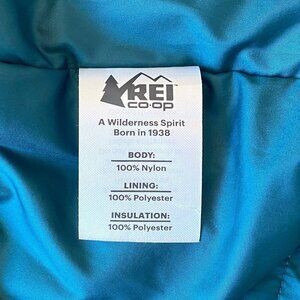 REI
co·op
A Wilderness Spirit
Born in 1938
BODY:
100% Nylon
LINING:
100% Polyester
INSULATION:
100% Polyester